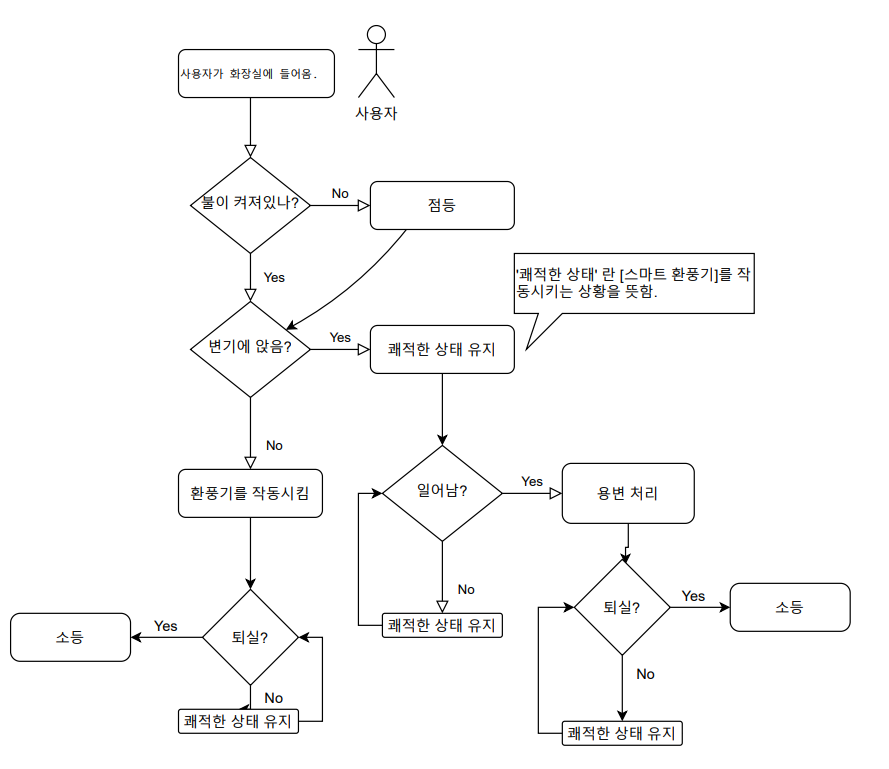 사용자가 화장실에 들어옴.
사용자
불이 켜져있나?
No
점등
Yes
'쾌적한 상태' 란 [스마트 환풍기]를 작
동시키는 상황을 뜻함.
변기에 앉음?
Yes
쾌적한 상태 유지
No
환풍기를 작동시킴
일어남?
Yes
용변 처리
No
쾌적한 상태 유지
퇴실?
Yes
소등
퇴실?
Yes
소등
No
쾌적한 상태 유지
No
쾌적한 상태 유지